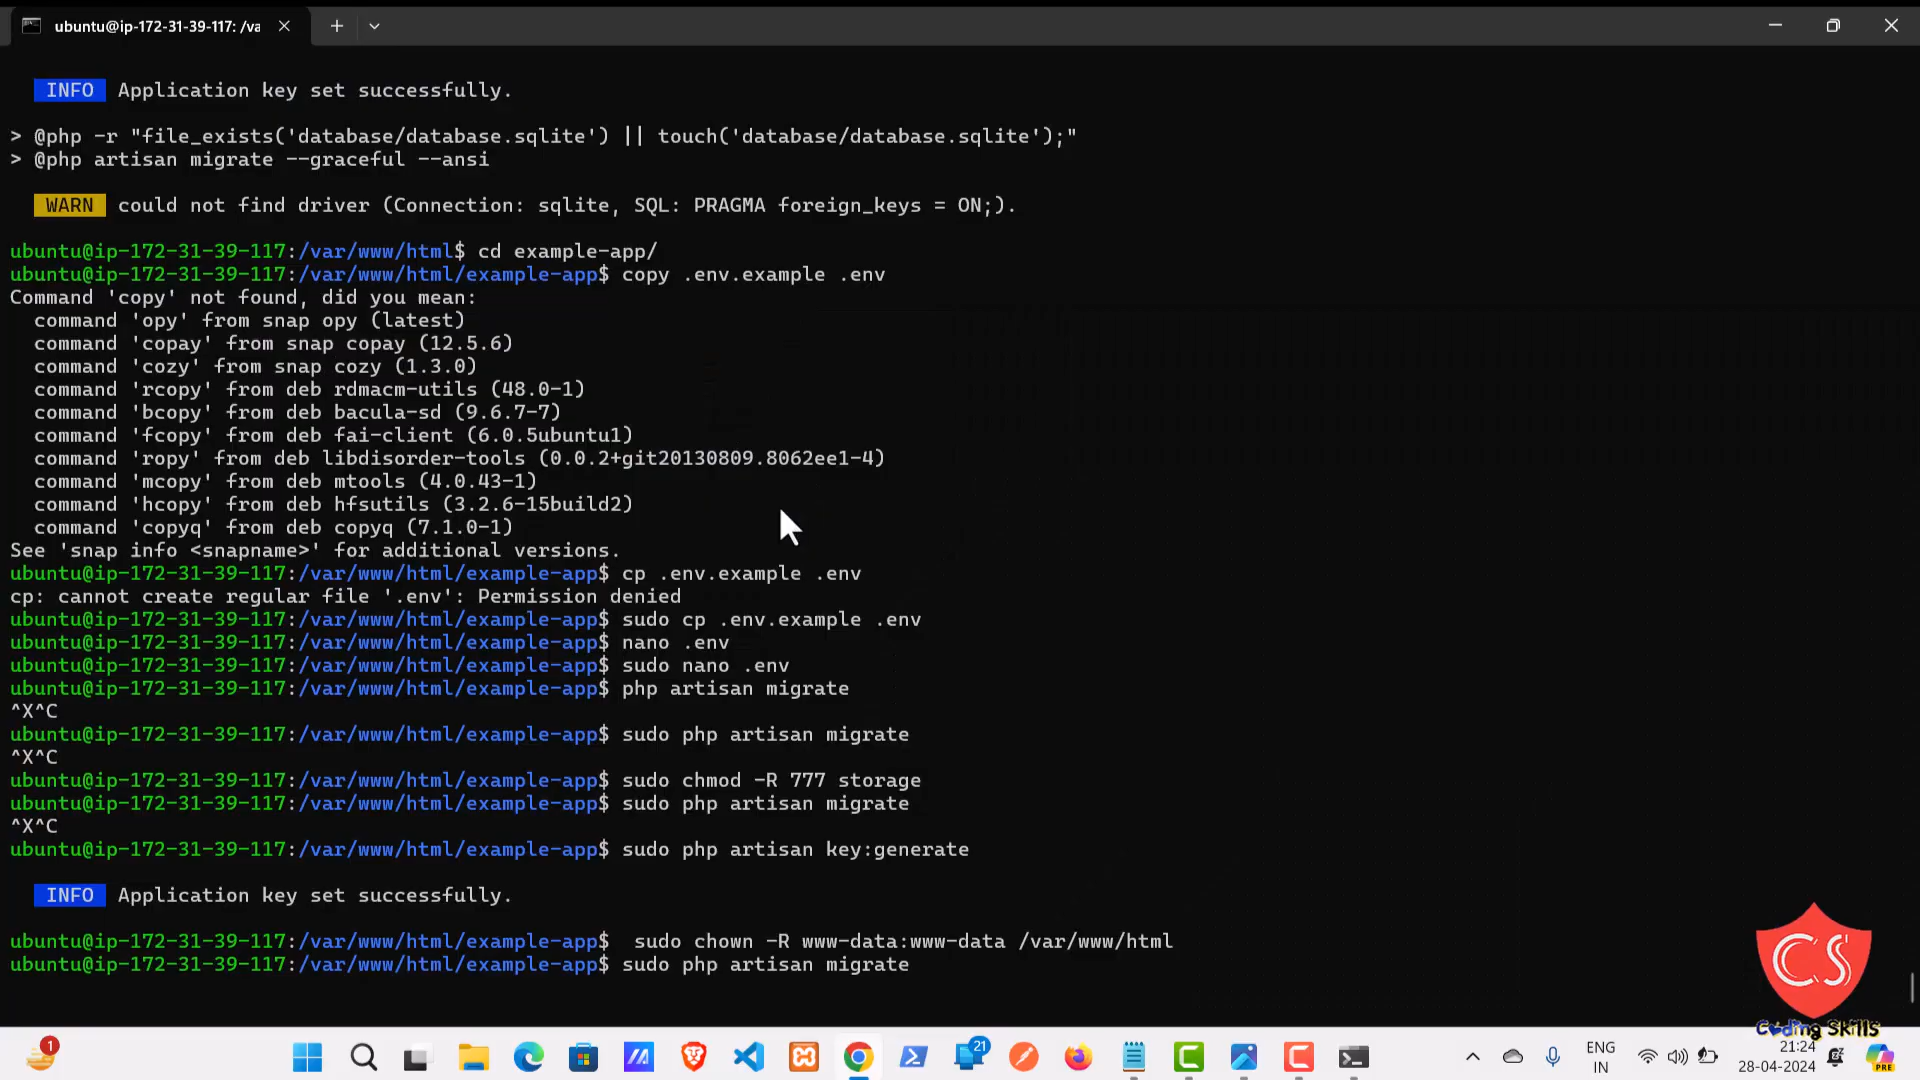 ubuntu@ip-172-31-39-117: /va
INFO Application key set successfully.
> @php -r "file_exists('database/database.sqlite') || touch('database/database.sqlite');"
> @php artisan migrate --graceful --ansi
WARN could not find driver (Connection: sqlite, SQL: PRAGMA foreign_keys = ON;).
ubuntu@ip-172-31-39-117:/var/www/html$ cd example-app/
ubuntu@ip-172-31-39-117:/var/www/html/example-app$ copy .env.example .env
Command 'copy' not found, did you mean:
command 'opy' from snap opy (latest)
command 'copay' from snap copay (12.5.6)
command 'cozy' from snap cozy (1.3.0)
command 'rcopy' from deb rdmacm-utils (48.0-1)
command 'bcopy' from deb bacula-sd (9.6.7-7)
command 'fcopy' from deb fai-client (6.0.5ubuntu1)
command 'ropy' from deb libdisorder-tools (0.0.2+git20130809.8062ee1-4)
command 'mcopy' from deb mtools (4.0.43-1)
command 'hcopy' from deb hfsutils (3.2.6-15build2)
command 'copyq' from deb copyq (7.1.0-1)
See 'snap info <snapname>' for additional versions.
ubuntu@ip-172-31-39-117:/var/www/html/example-app$ cp .env.example .env
cp: cannot create regular file '.env': Permission denied
ubuntu@ip-172-31-39-117:/var/www/html/example-app$ sudo cp .env.example .env
ubuntu@ip-172-31-39-117:/var/www/html/example-app$ nano .env
ubuntu@ip-172-31-39-117:/var/www/html/example-app$ sudo nano .env
ubuntu@ip-172-31-39-117:/var/www/html/example-app$ php artisan migrate
^X^C
ubuntu@ip-172-31-39-117:/var/www/html/example-app$ sudo php artisan migrate
^X^C
ubuntu@ip-172-31-39-117:/var/www/html/example-app$ sudo chmod -R 777 storage
ubuntu@ip-172-31-39-117:/var/www/html/example-app$ sudo php artisan migrate
^X^C
ubuntu@ip-172-31-39-117:/var/www/html/example-app$ sudo php artisan key:generate
INFO Application key set successfully.
ubuntu@ip-172-31-39-117:/var/www/html/example-app$  sudo chown -R www-data:www-data /var/www/html
ubuntu@ip-172-31-39-117:/var/www/html/example-app$ sudo php artisan migrate
CS
Coding Skills
1
21
ENG
IN
21:24
28-04-2024
PRE